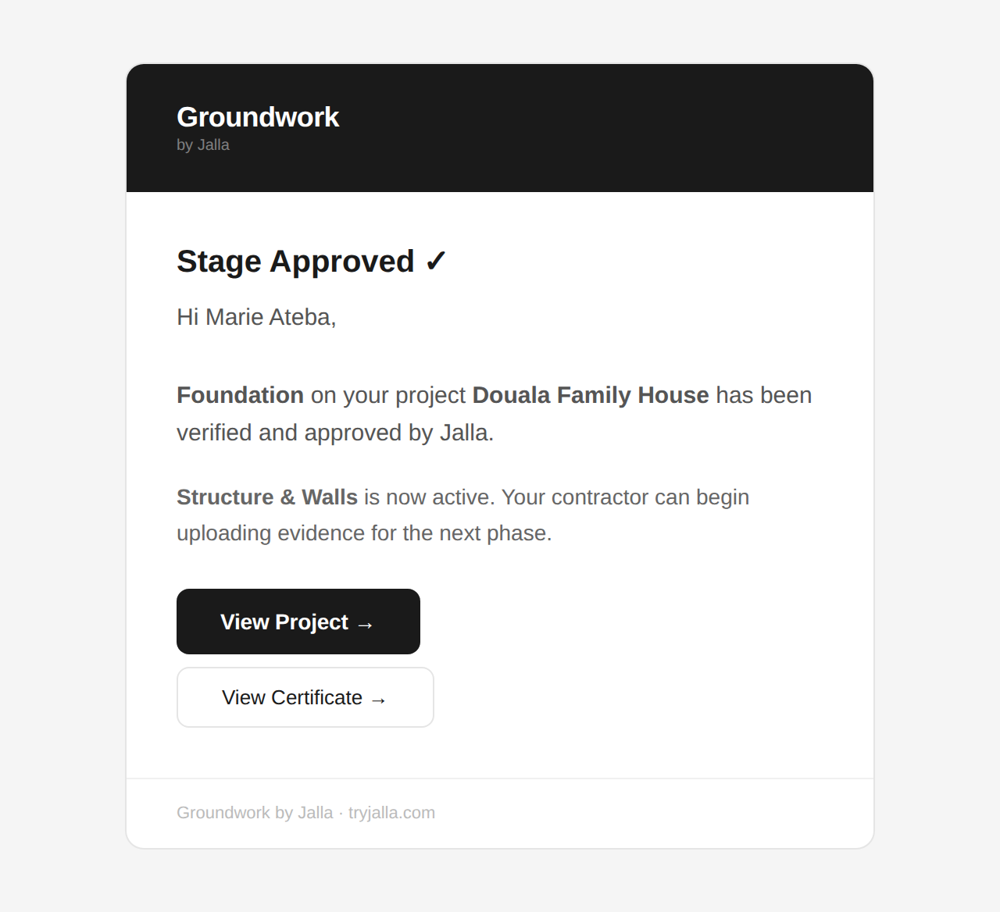 Groundwork
by Jalla
Stage Approved ✓
Hi Marie Ateba,
Foundation on your project Douala Family House has been
verified and approved by Jalla.
Structure & Walls is now active. Your contractor can begin
uploading evidence for the next phase.
View Project →
View Certificate →
Groundwork by Jalla · tryjalla.com